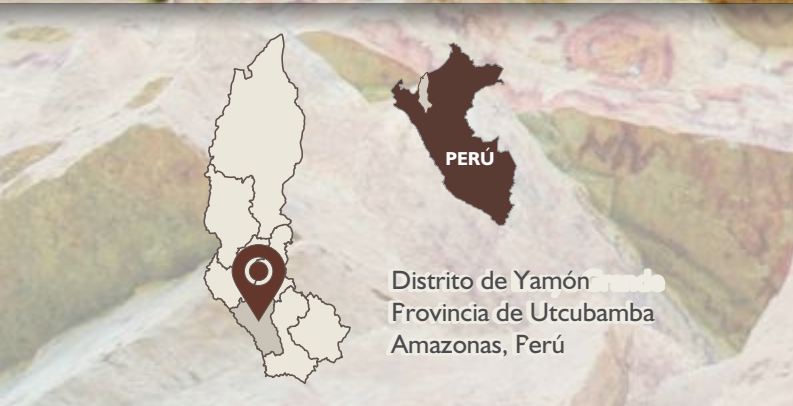 PERÚ
Distrito de Yamón
Provincia de Utcubamba
Amazonas, Perú